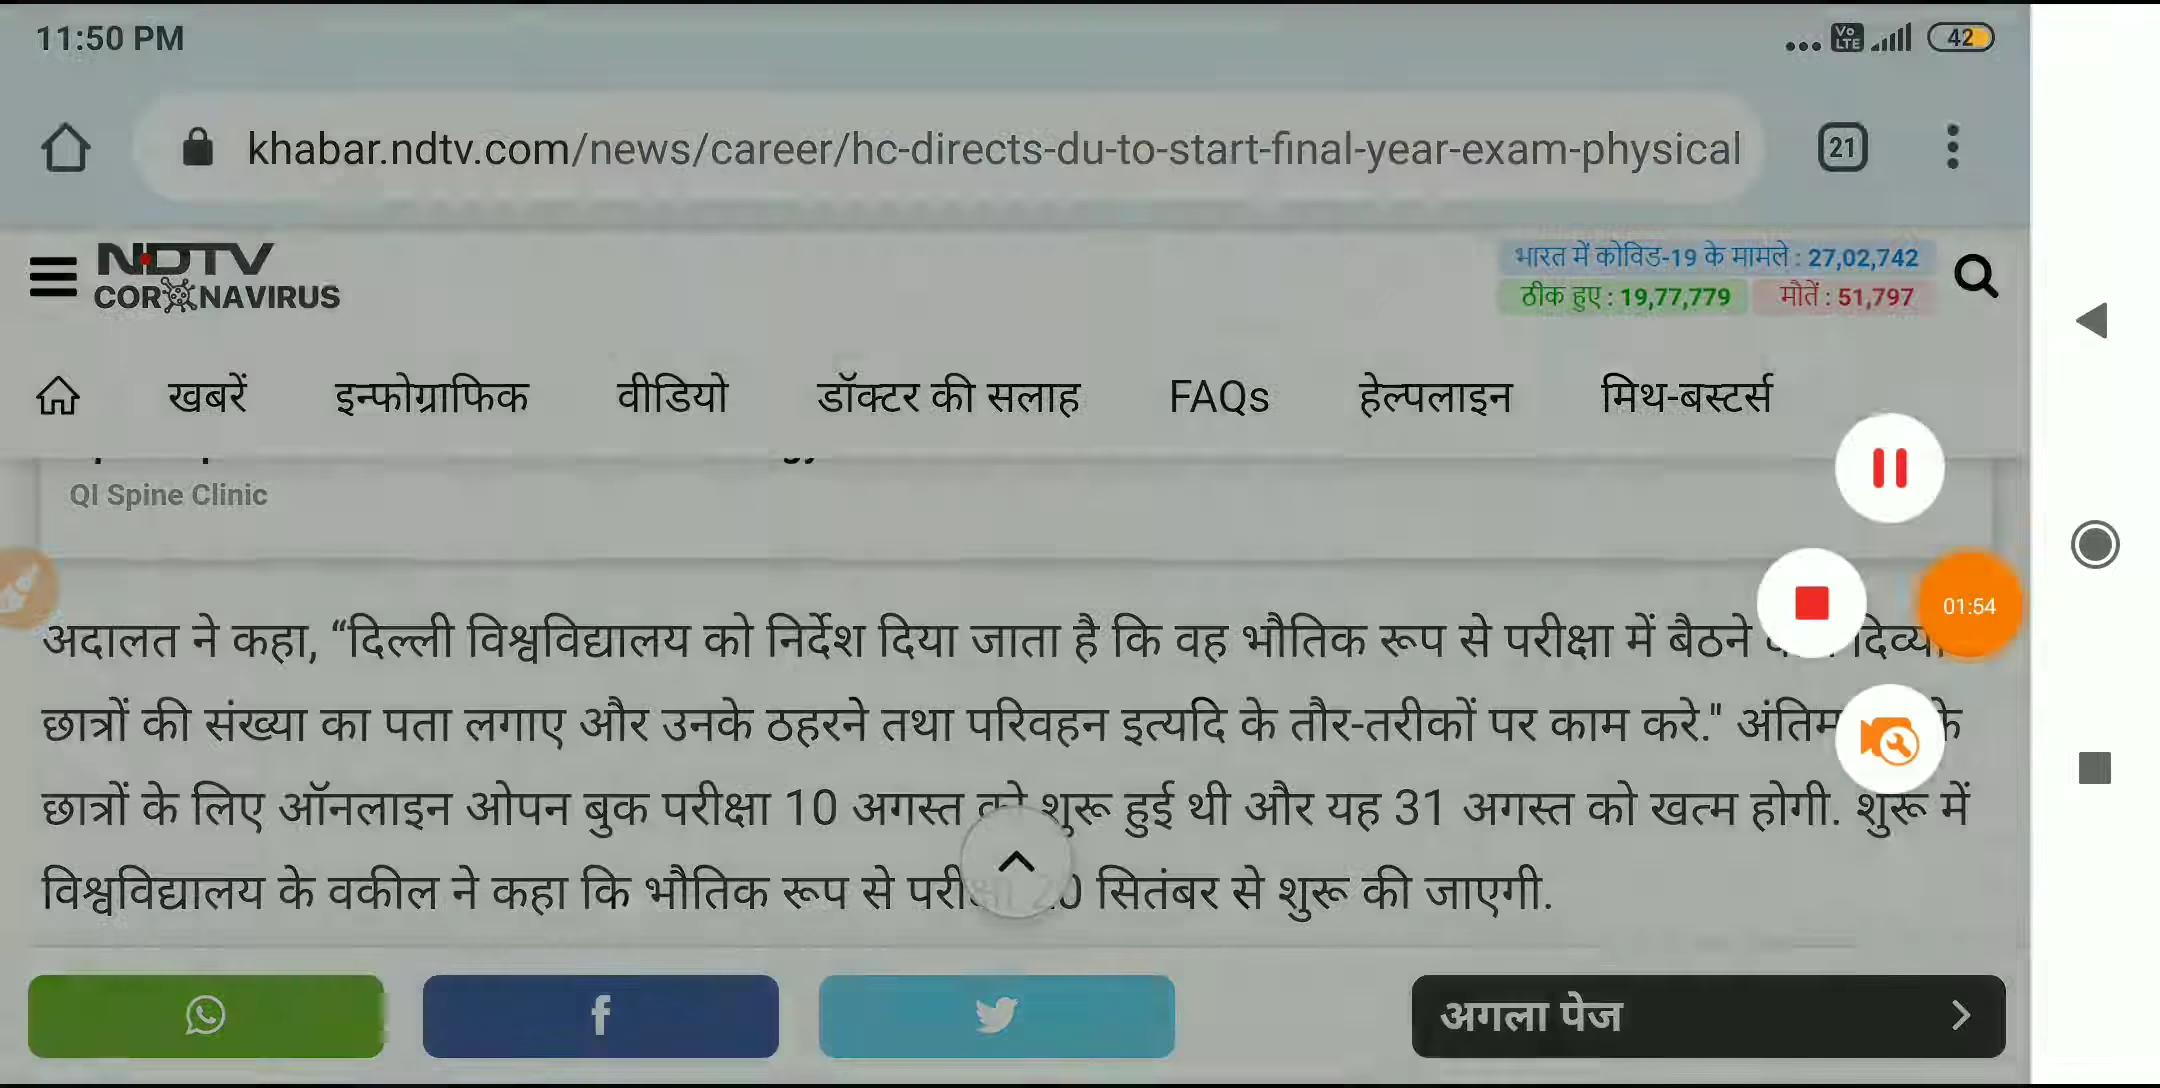 11:50 PM
Vo LTE 42
khabar.ndtv.com/news/career/hc-directs-du-to-start-final-year-exam-physical
21
NDTV
CORONAVIRUS
भारत में कोविड-19 के मामले : 27,02,742
ठीक हुए : 19,77,779 मौतें : 51,797
खबरें इन्फोग्राफिक वीडियो डॉक्टर की सलाह FAQs हेल्पलाइन मिथ-बस्टर्स
QI Spine Clinic
01:54
अदालत ने कहा, “दिल्ली विश्वविद्यालय को निर्देश दिया जाता है कि वह भौतिक रूप से परीक्षा में बैठने
छात्रों की संख्या का पता लगाए और उनके ठहरने तथा परिवहन इत्यदि के तौर-तरीकों पर काम करे." अंतिम के
छात्रों के लिए ऑनलाइन ओपन बुक परीक्षा 10 अगस्त को शुरू हुई थी और यह 31 अगस्त को खत्म होगी. शुरू में
विश्वविद्यालय के वकील ने कहा कि भौतिक रूप से सितंबर से शुरू की जाएगी.
f
अगला पेज